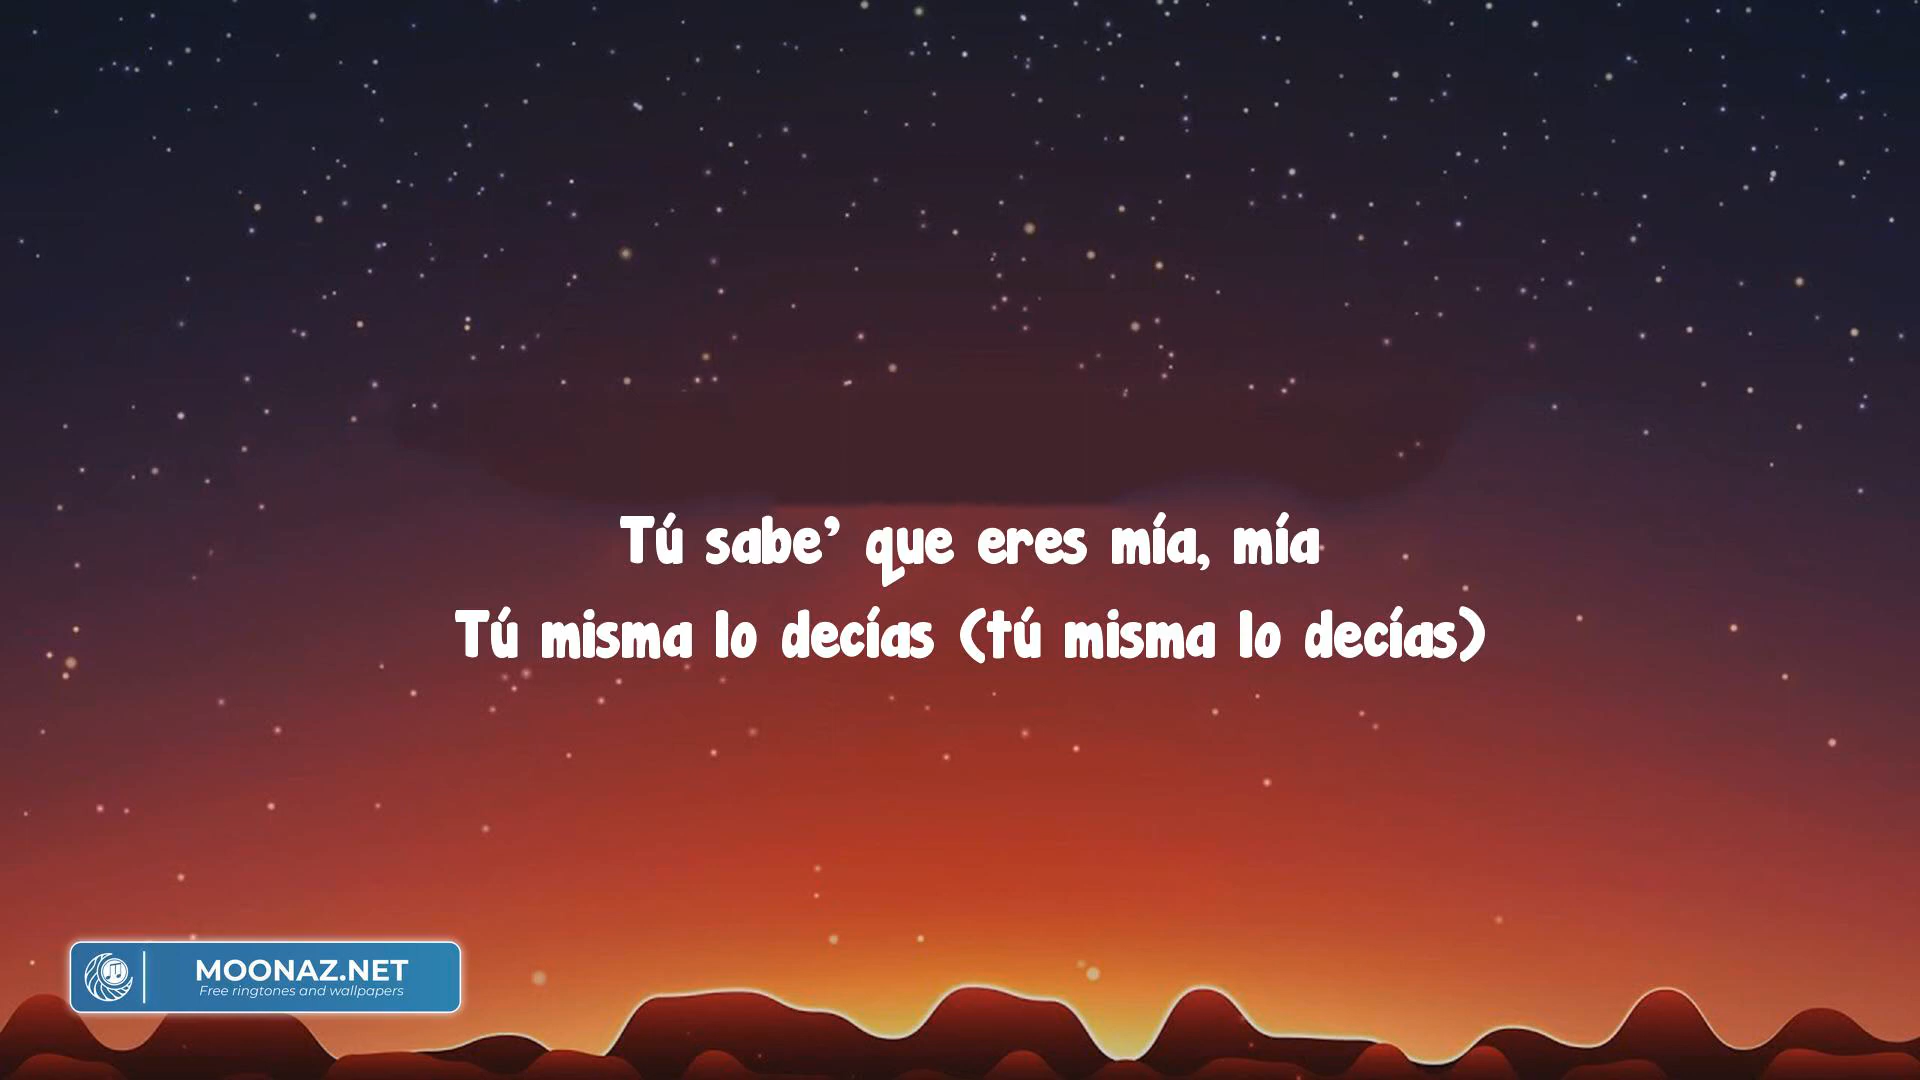 Tú sabe’ que eres mía, mía
Tú misma lo decías (tú misma lo decías)
MOONAZ.NET
Free ringtones and wallpapers